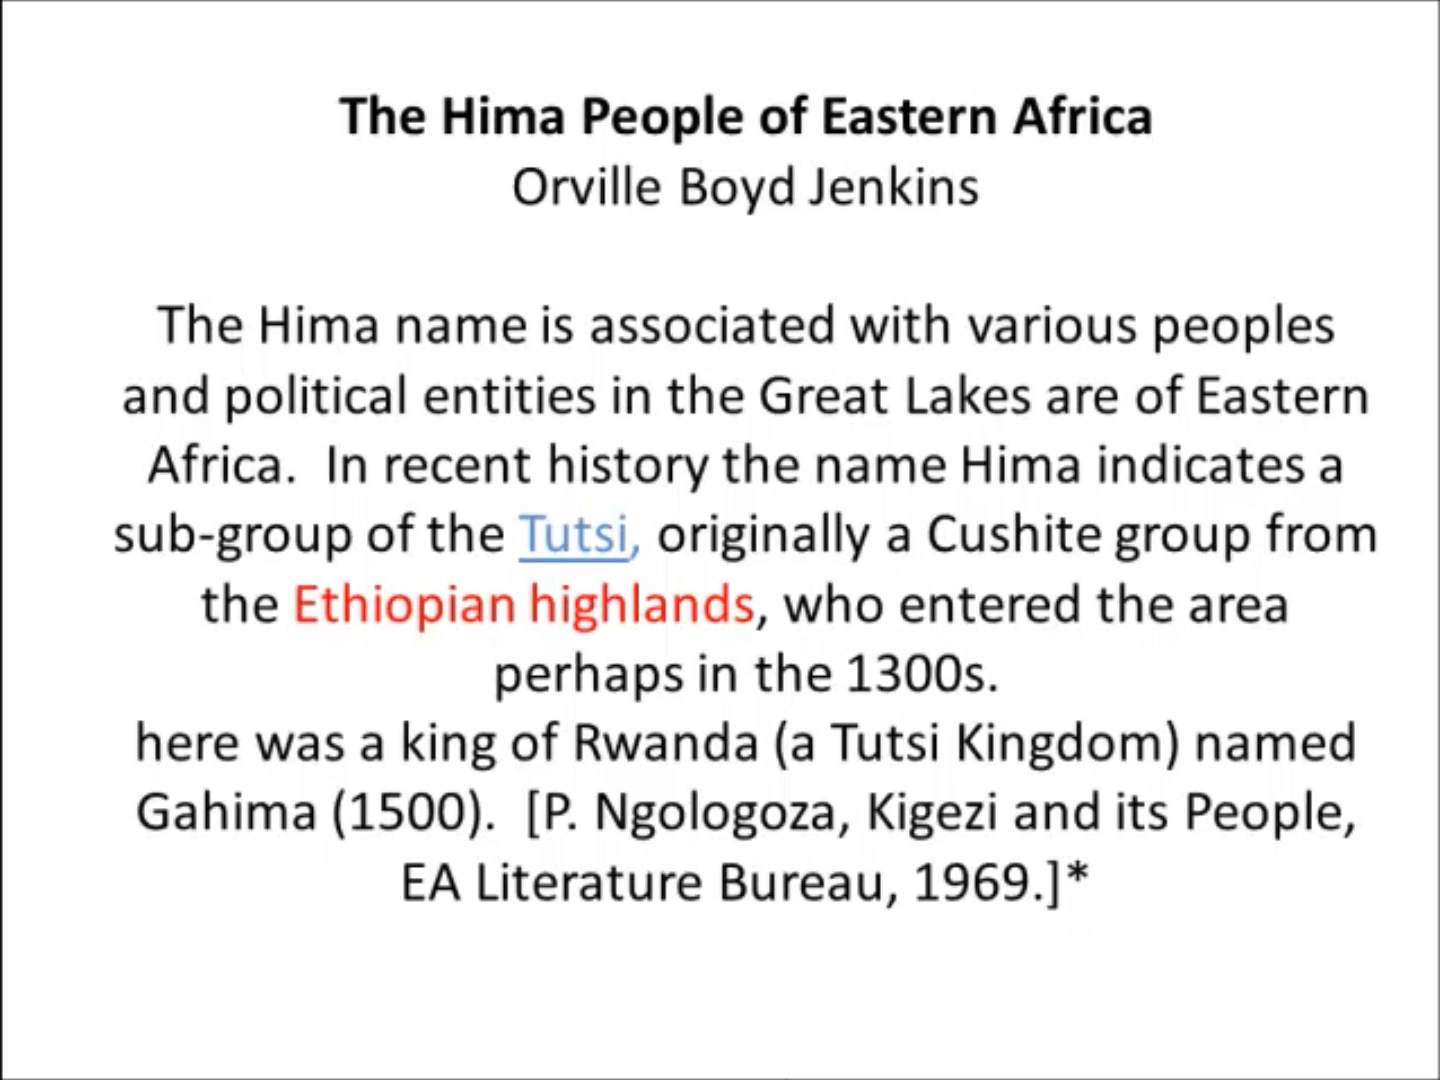 The Hima People of Eastern Africa
Orville Boyd Jenkins
The Hima name is associated with various peoples
and political entities in the Great Lakes are of Eastern
Africa.  In recent history the name Hima indicates a
sub-group of the Tutsi, originally a Cushite group from
the Ethiopian highlands, who entered the area
perhaps in the 1300s.
here was a king of Rwanda (a Tutsi Kingdom) named
Gahima (1500).  [P. Ngologoza, Kigezi and its People,
EA Literature Bureau, 1969.]*